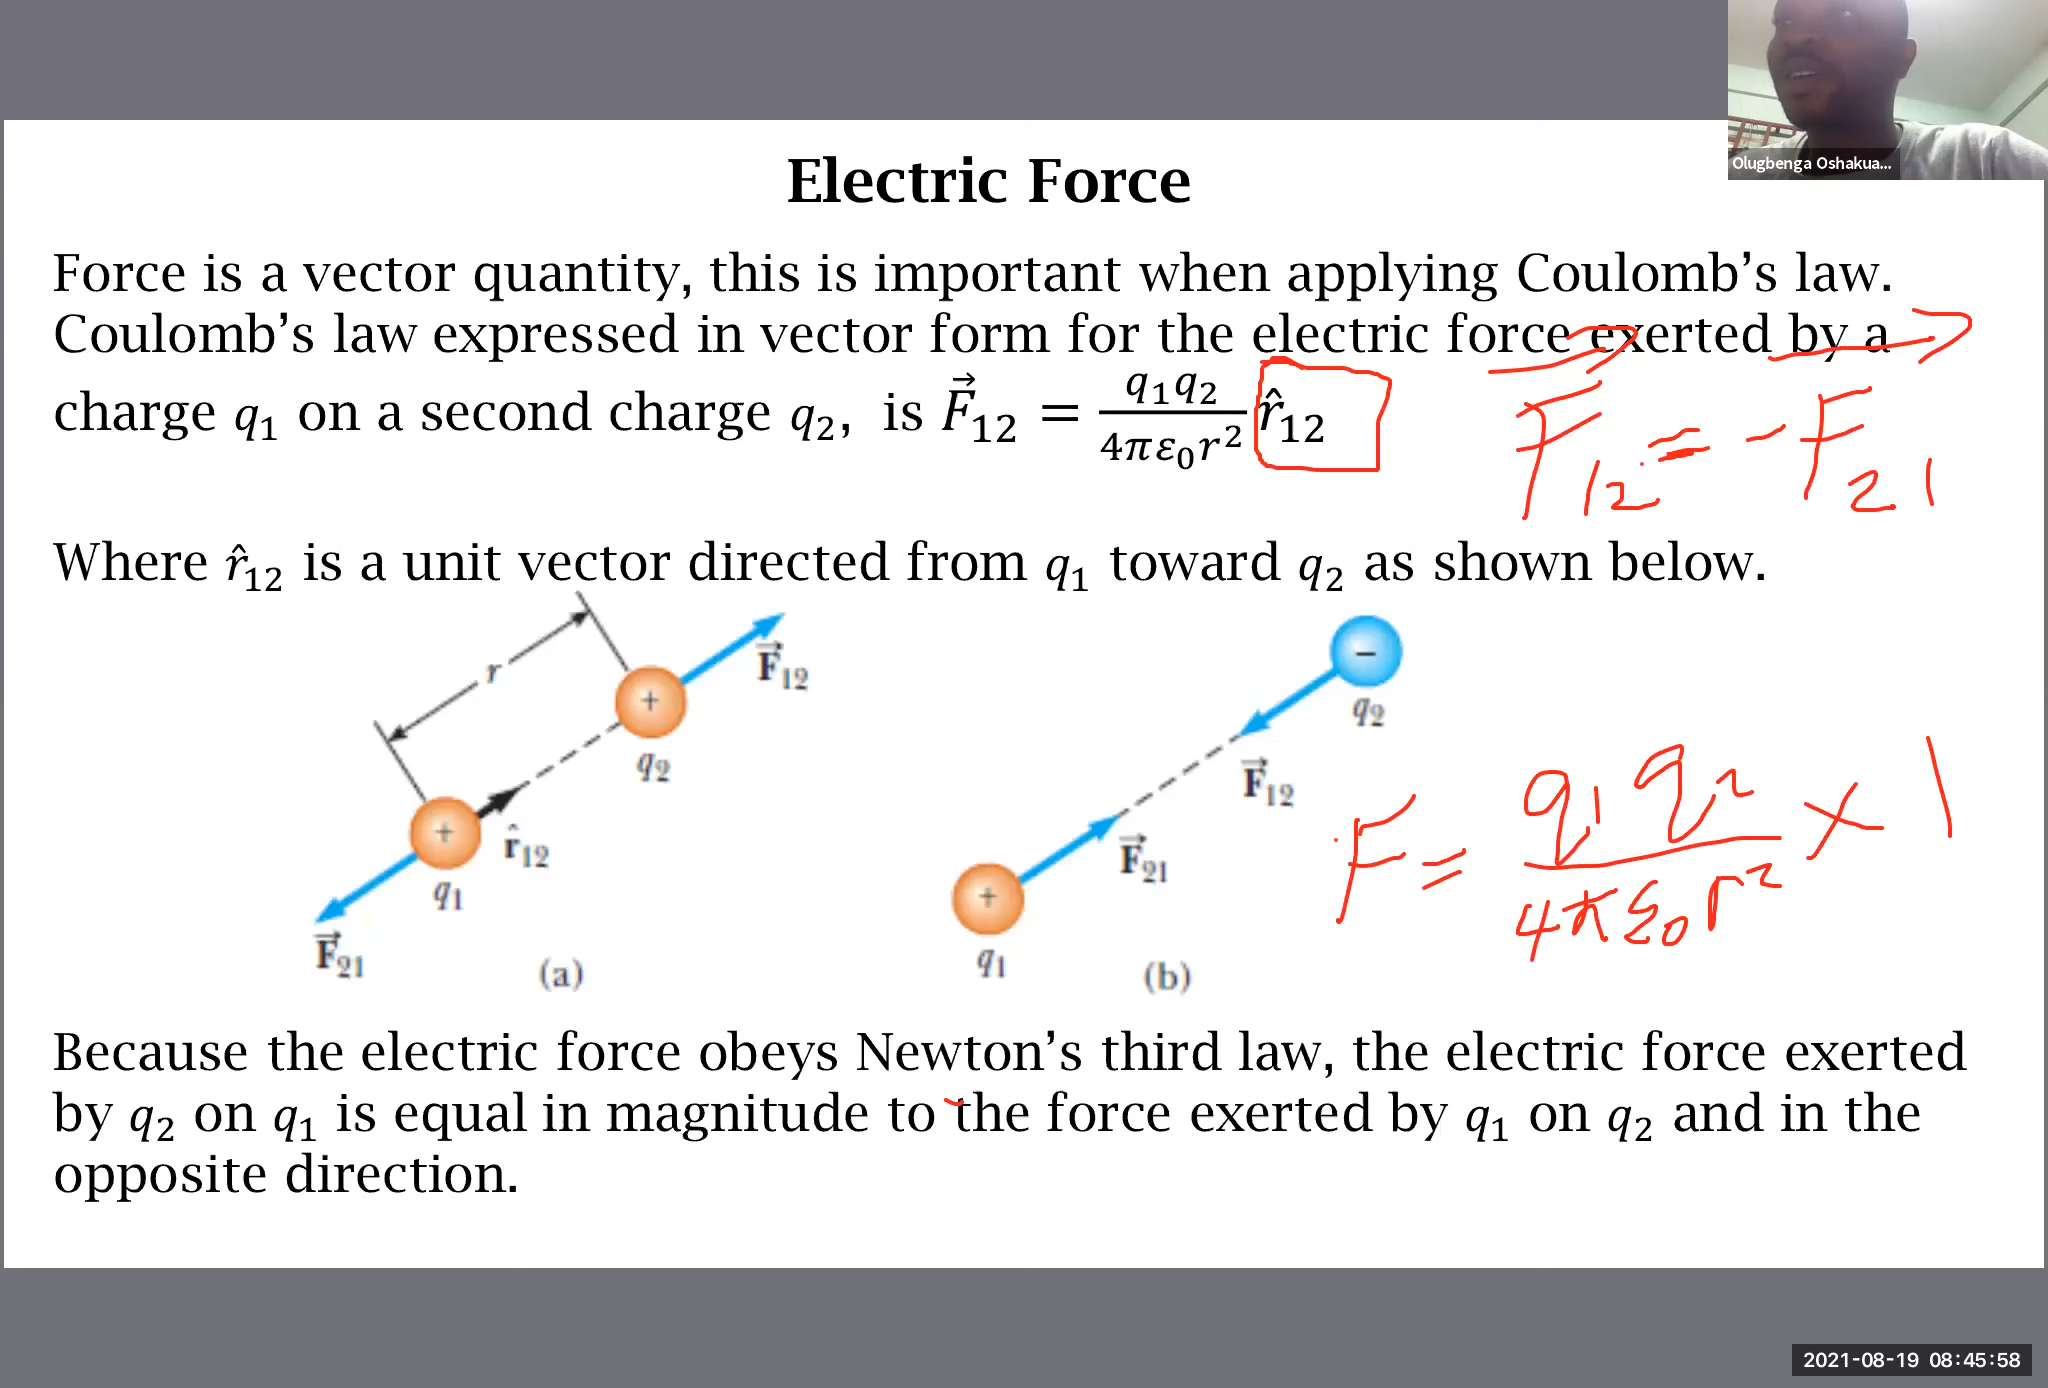 Olugbenga Oshakua...
Electric Force
Force is a vector quantity, this is important when applying Coulomb's law.
Coulomb's law expressed in vector form for the electric force exerted by a
charge q₁ on a second charge q₂, is F⃗₁₂ = q₁q₂/4πε₀r² r̂₁₂
F₁₂ = -F₂₁
Where r̂₁₂ is a unit vector directed from q₁ toward q₂ as shown below.
r
+
q₂
F⃗₁₂
+
q₁
r̂₁₂
F⃗₂₁
(a)
-
q₂
F⃗₁₂
F⃗₂₁
+
q₁
(b)
F = q₁q₂/4πε₀r² × 1
Because the electric force obeys Newton's third law, the electric force exerted
by q₂ on q₁ is equal in magnitude to the force exerted by q₁ on q₂ and in the
opposite direction.
2021-08-19 08:45:58